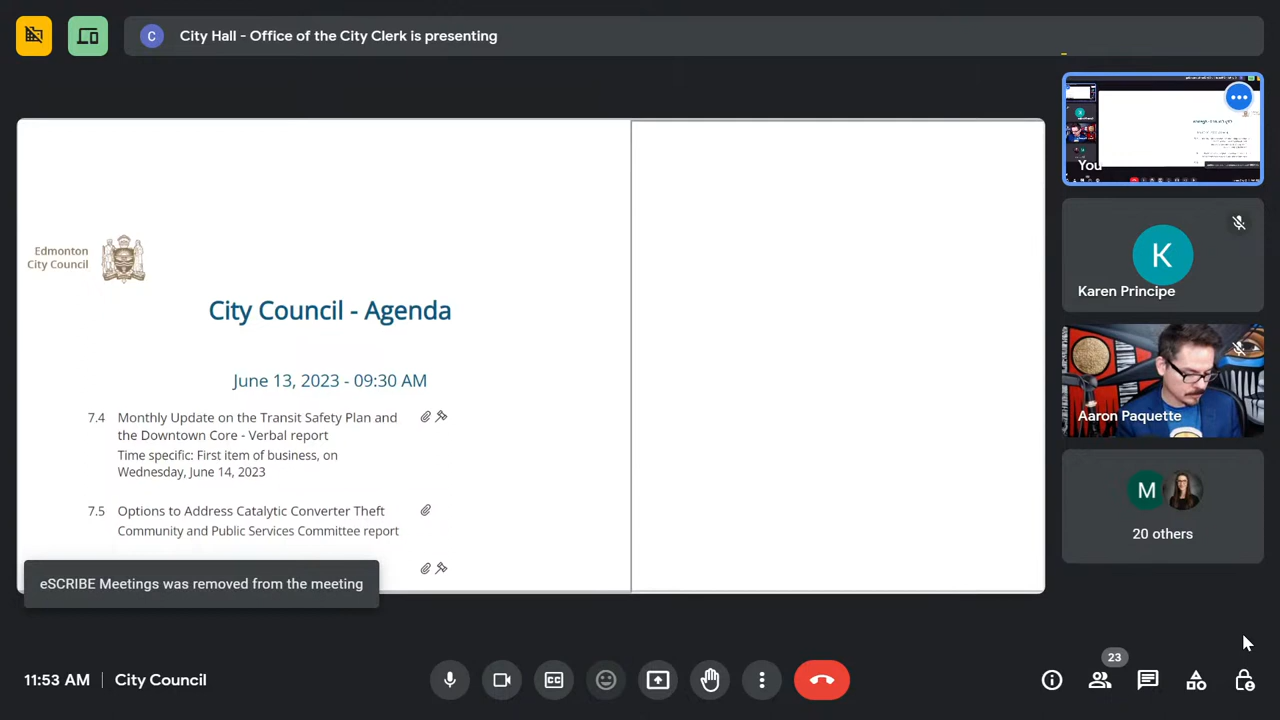 C
City Hall - Office of the City Clerk is presenting
You
Edmonton
City Council
City Council - Agenda
June 13, 2023 - 09:30 AM
7.4 Monthly Update on the Transit Safety Plan and
the Downtown Core - Verbal report
Time specific: First item of business, on
Wednesday, June 14, 2023
7.5 Options to Address Catalytic Converter Theft
Community and Public Services Committee report
eSCRIBE Meetings was removed from the meeting
K
Karen Principe
Aaron Paquette
M
20 others
11:53 AM | City Council
CC
23